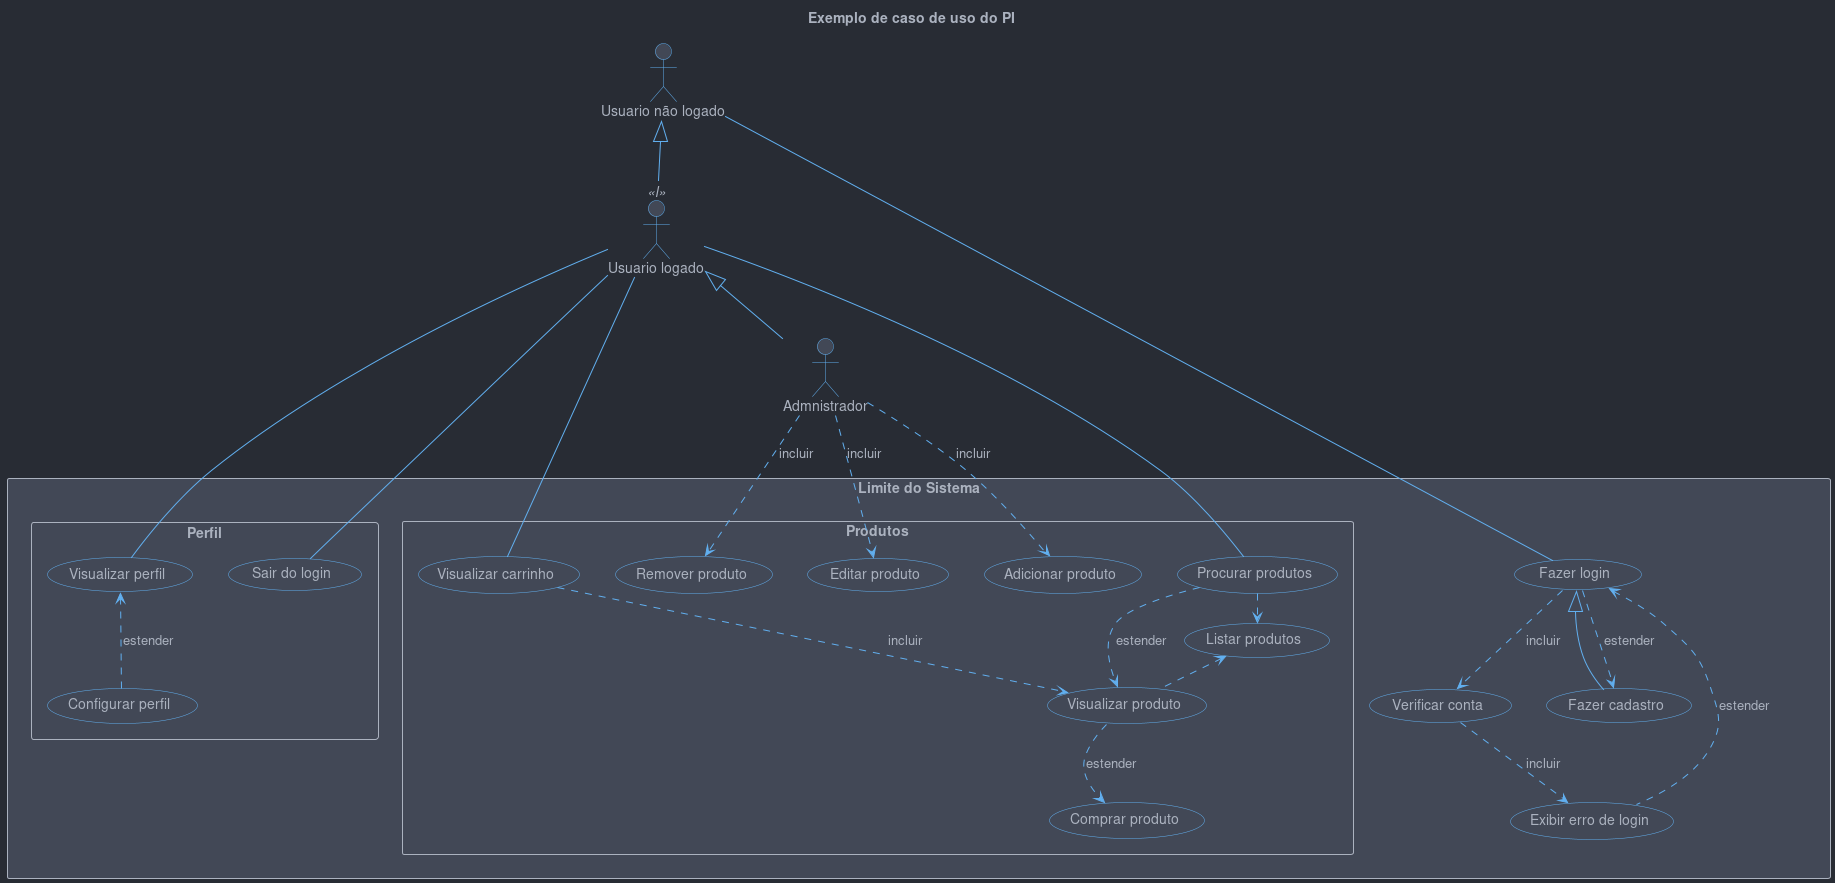 Exemplo de caso de uso do PI
Usuario não logado
«/»
Usuario logado
Admnistrador
incluir
incluir
incluir
Limite do Sistema
Perfil
Produtos
Visualizar perfil
Sair do login
Visualizar carrinho
Remover produto
Editar produto
Adicionar produto
Procurar produtos
Fazer login
estender
incluir
estender
Listar produtos
incluir
estender
Configurar perfil
Visualizar produto
Verificar conta
Fazer cadastro
estender
estender
incluir
Comprar produto
Exibir erro de login